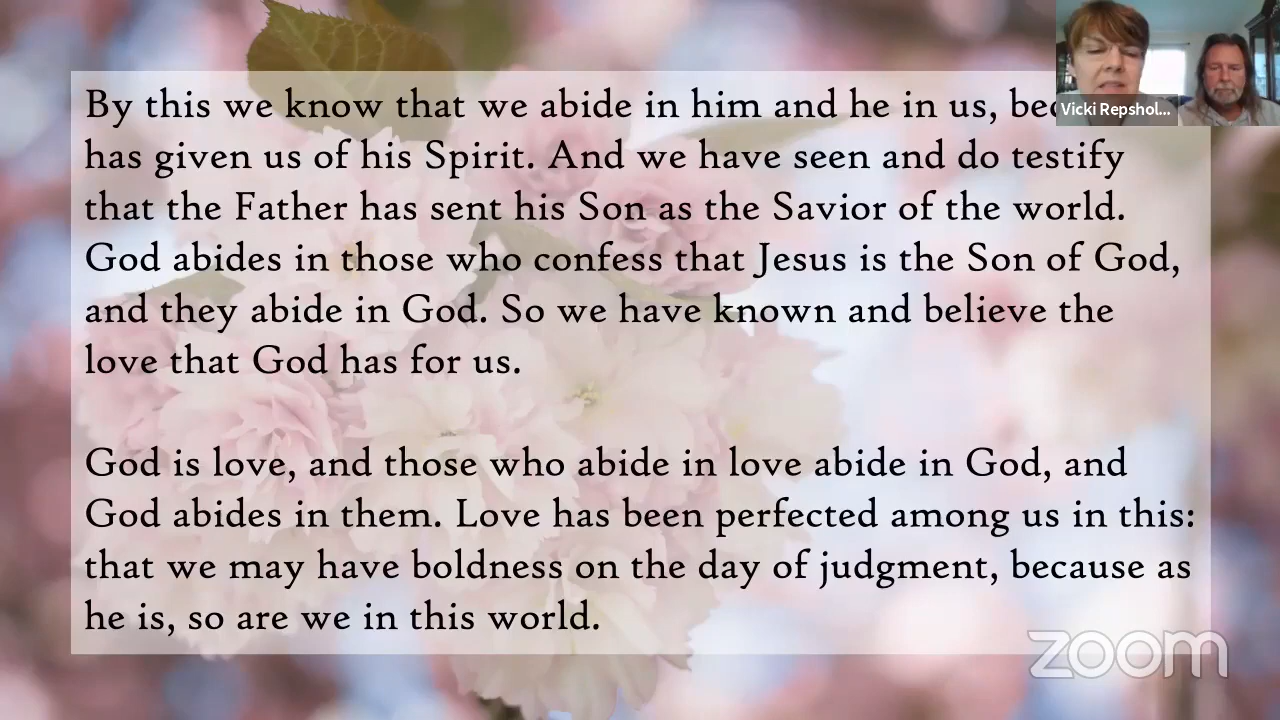 By this we know that we abide in him and he in us,
has given us of his Spirit. And we have seen and do testify
that the Father has sent his Son as the Savior of the world.
God abides in those who confess that Jesus is the Son of God,
and they abide in God. So we have known and believe the
love that God has for us.
God is love, and those who abide in love abide in God, and
God abides in them. Love has been perfected among us in this:
that we may have boldness on the day of judgment, because as
he is, so are we in this world.
Vicki Repshol...
zoom